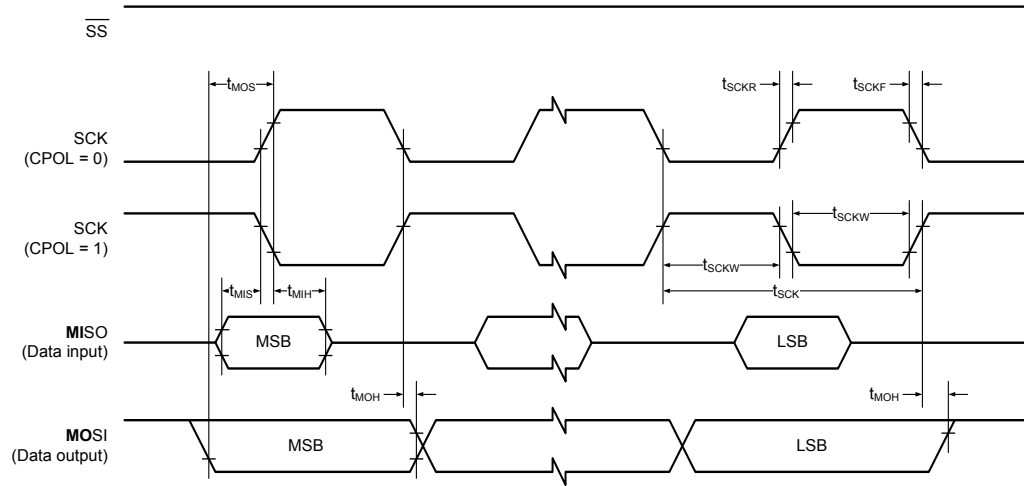 SS
tMOS
tSCKR
tSCKF
SCK
(CPOL = 0)
SCK
(CPOL = 1)
tSCKW
tSCKW
tMIS
tMIH
tSCK
MISO
(Data input)
MSB
LSB
tMOH
tMOH
MOSI
(Data output)
MSB
LSB